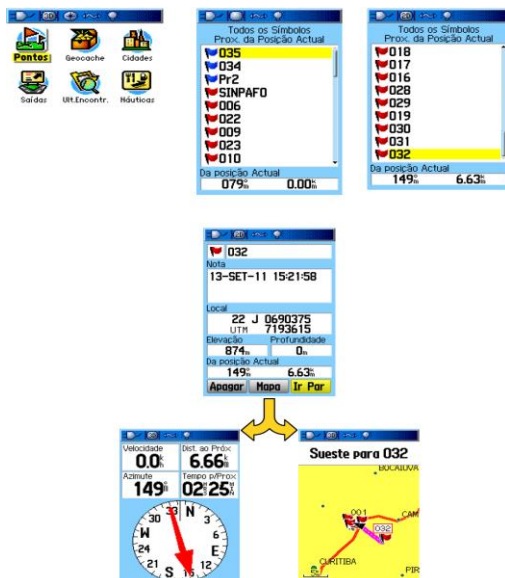 Pontos Geocache Cidades
Saídas Ult.Encontr. Náuticas
Todos os Símbolos
Prox. da Posição Actual
035
034
Pr2
SINPAFO
006
022
009
023
010
Da posição Actual
079 0.00
Todos os Símbolos
Prox. da Posição Actual
018
017
016
028
029
019
030
031
032
Da posição Actual
149 6.63
032
Nota
13-SET-11 15:21:58
Local
22 J 0690375
UTM 7193615
Elevação Profundidade
874m 0m
Da posição Actual
149 6.63
Apagar Mapa Ir Par
Velocidade Dist. ao Próx
0.0 6.66
Azimute Tempo p/Prox
149 02 25
33 N 3
30 6
W E
24 12
21 S 15
Sueste para 032
BOCAIUVA
001 CAM
032
CURITIBA
PIR